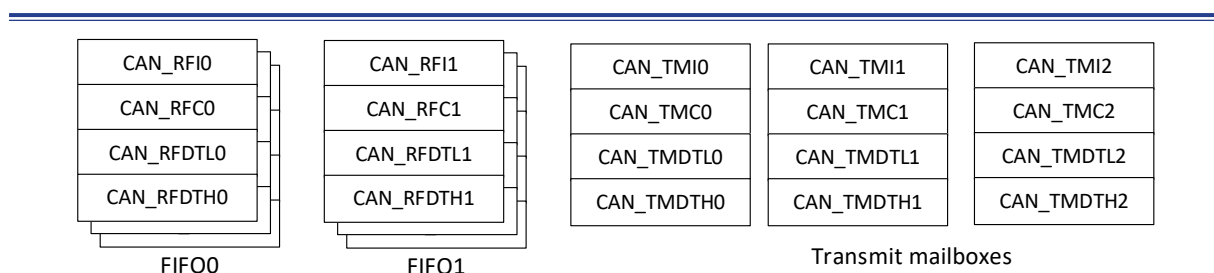 CAN_RFI0
CAN_RFC0
CAN_RFDTL0
CAN_RFDTH0
FIFO0
CAN_RFI1
CAN_RFC1
CAN_RFDTL1
CAN_RFDTH1
FIFO1
CAN_TMI0
CAN_TMC0
CAN_TMDTL0
CAN_TMDTH0
CAN_TMI1
CAN_TMC1
CAN_TMDTL1
CAN_TMDTH1
CAN_TMI2
CAN_TMC2
CAN_TMDTL2
CAN_TMDTH2
Transmit mailboxes